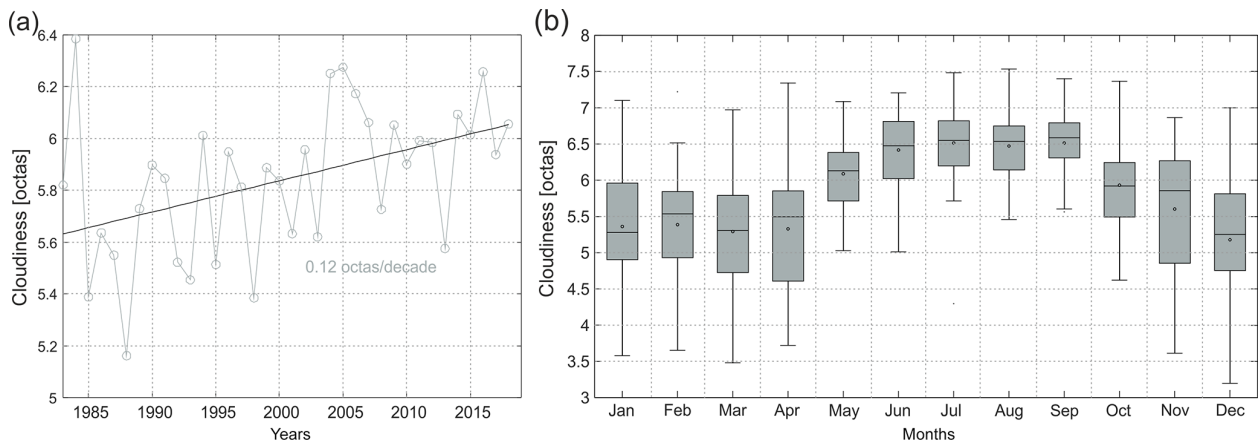 (a)
Cloudiness [octas]
6.4
6.2
6
5.8
5.6
5.4
5.2
5
0.12 octas/decade
1985 1990 1995 2000 2005 2010 2015
Years
(b)
Cloudiness [octas]
8
7.5
7
6.5
6
5.5
5
4.5
4
3.5
3
Jan Feb Mar Apr May Jun Jul Aug Sep Oct Nov Dec
Months